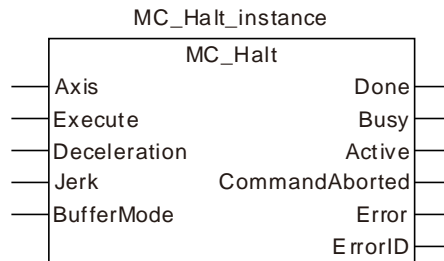 MC_Halt_instance
MC_Halt
Axis Done
Execute Busy
Deceleration Active
Jerk CommandAborted
BufferMode Error
ErrorID